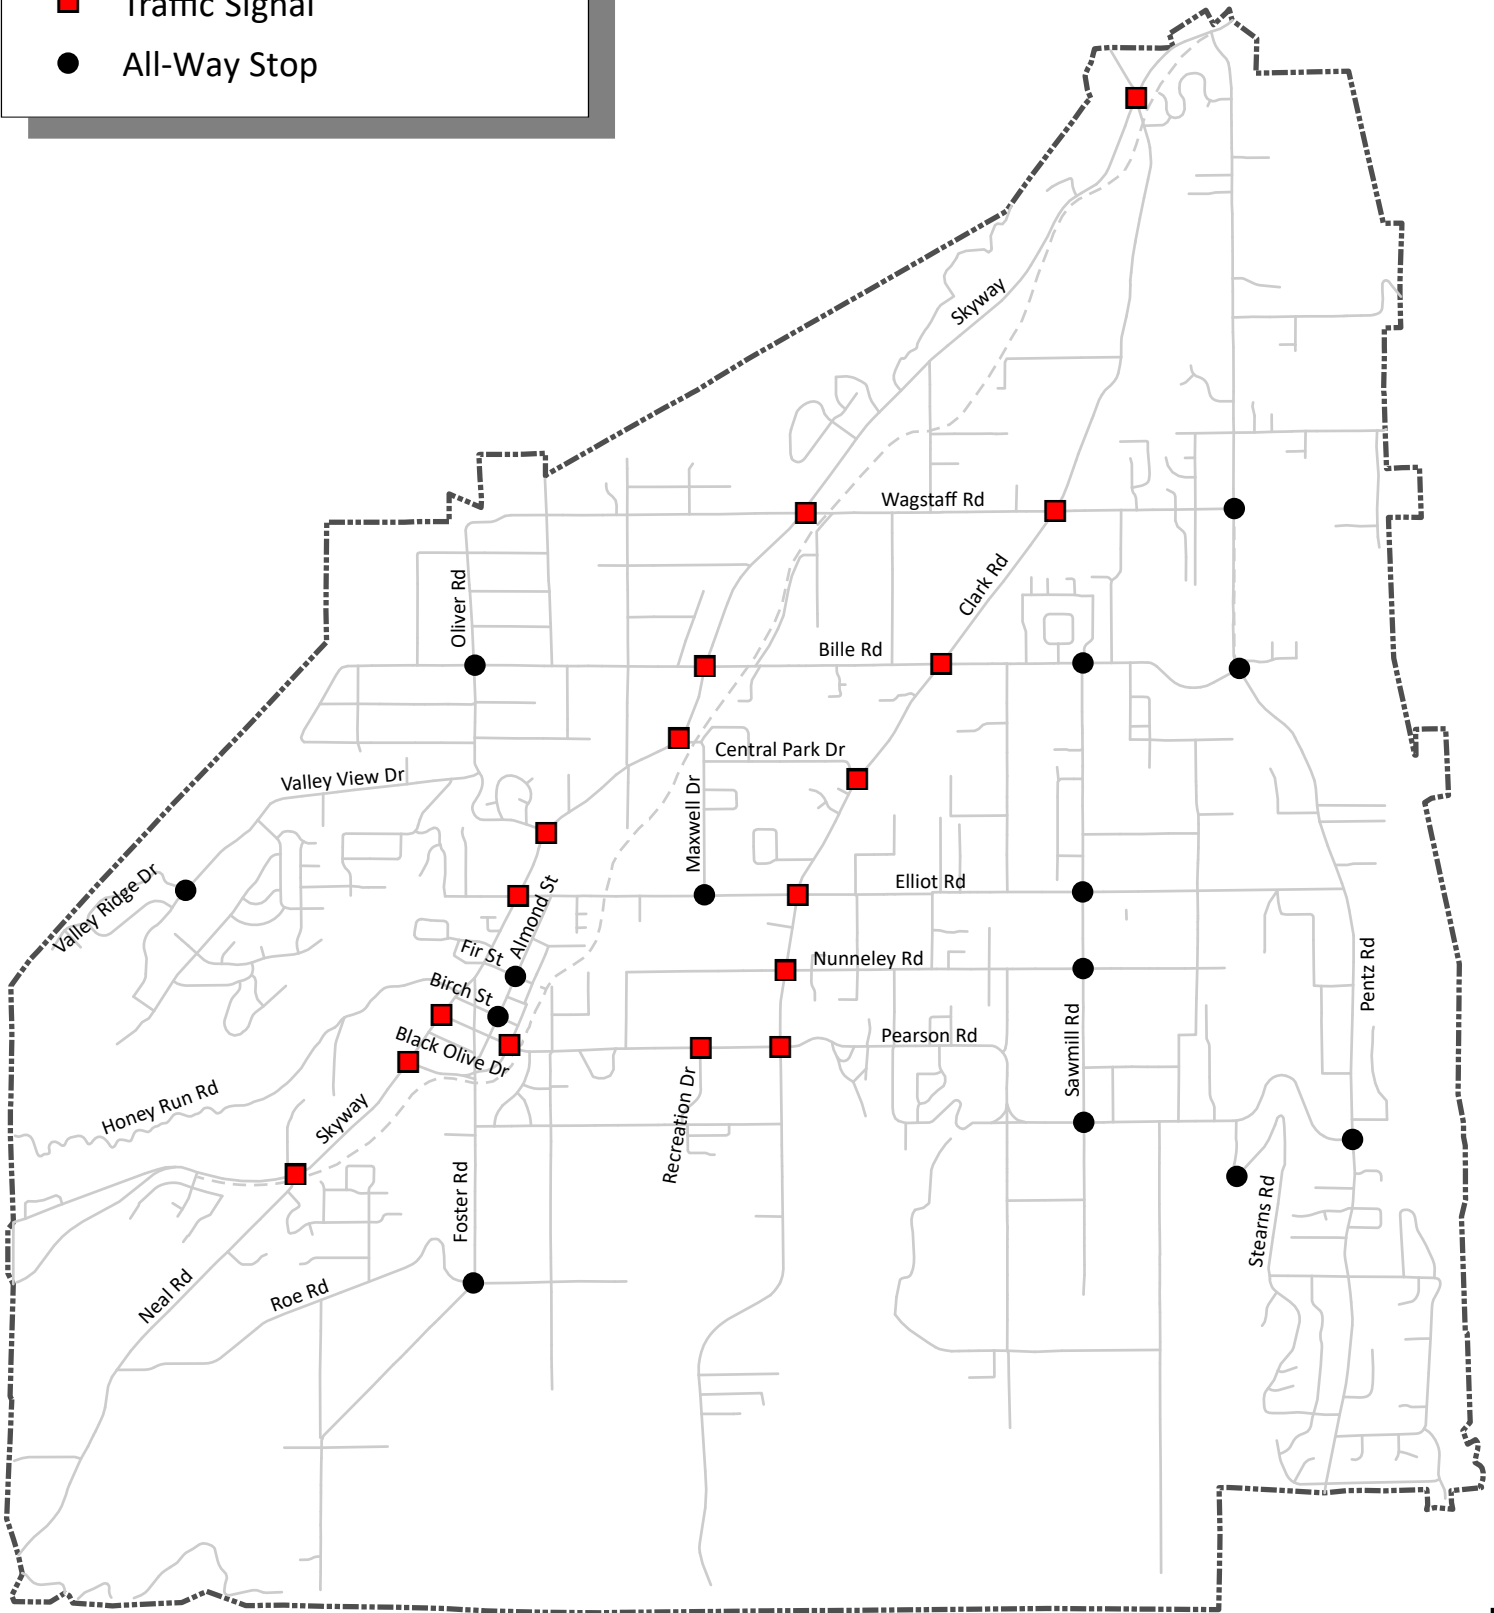 Traffic Signal
All-Way Stop
Skyway
Wagstaff Rd
Clark Rd
Oliver Rd
Bille Rd
Central Park Dr
Valley View Dr
Maxwell Dr
Valley Ridge Dr
Elliot Rd
Almond St
Fir St
Nunneley Rd
Birch St
Pentz Rd
Black Olive Dr
Pearson Rd
Sawmill Rd
Honey Run Rd
Skyway
Recreation Dr
Foster Rd
Stearns Rd
Neal Rd
Roe Rd